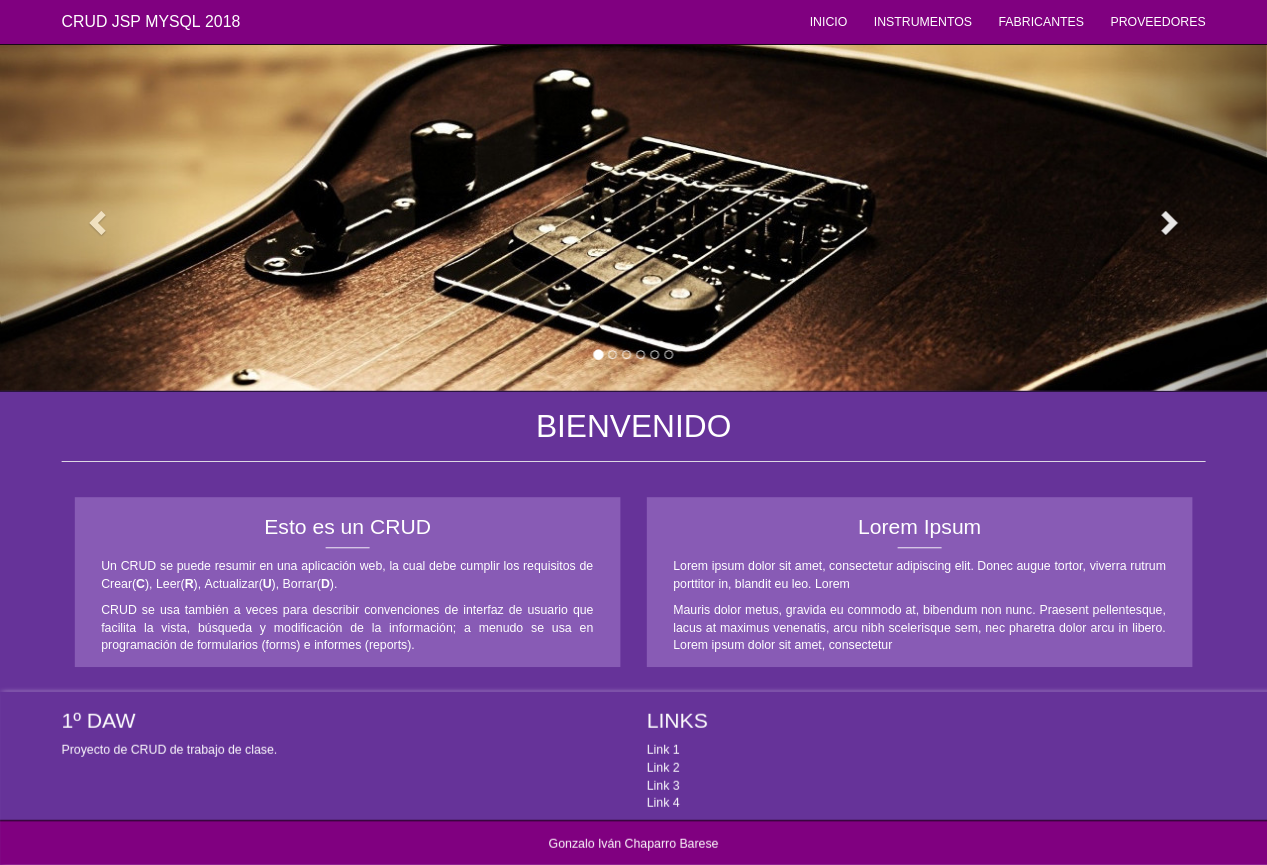 CRUD JSP MYSQL 2018
INICIO INSTRUMENTOS FABRICANTES PROVEEDORES
BIENVENIDO
Esto es un CRUD
Un CRUD se puede resumir en una aplicación web, la cual debe cumplir los requisitos de
Crear(C), Leer(R), Actualizar(U), Borrar(D).
CRUD se usa también a veces para describir convenciones de interfaz de usuario que
facilita la vista, búsqueda y modificación de la información; a menudo se usa en
programación de formularios (forms) e informes (reports).
Lorem Ipsum
Lorem ipsum dolor sit amet, consectetur adipiscing elit. Donec augue tortor, viverra rutrum
porttitor in, blandit eu leo. Lorem
Mauris dolor metus, gravida eu commodo at, bibendum non nunc. Praesent pellentesque,
lacus at maximus venenatis, arcu nibh scelerisque sem, nec pharetra dolor arcu in libero.
Lorem ipsum dolor sit amet, consectetur
1º DAW
Proyecto de CRUD de trabajo de clase.
LINKS
Link 1
Link 2
Link 3
Link 4
Gonzalo Iván Chaparro Barese